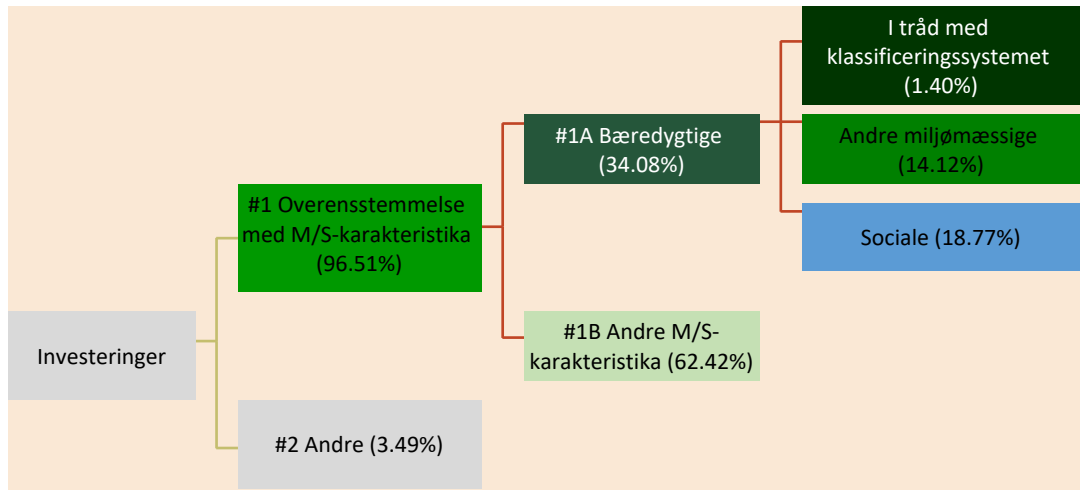 I tråd med
klassificeringssystemet
(1.40%)
#1A Bæredygtige
(34.08%)
Andre miljømæssige
(14.12%)
#1 Overensstemmelse
med M/S-karakteristika
(96.51%)
Sociale (18.77%)
#1B Andre M/S-
karakteristika (62.42%)
Investeringer
#2 Andre (3.49%)